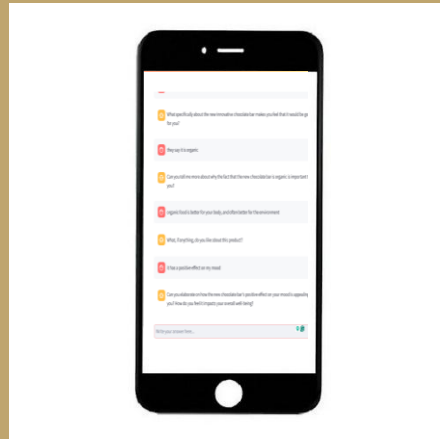 What specifically about the new innovative chocolate bar makes you feel that it would be go
for you?
they say it is organic
Can you tell me more about why the fact that the new chocolate bar is organic is important t
you?
organic food is better for your body, and often better for the environment
What, if anything, do you like about this product?
it has a positive effect on my mood
Can you elaborate on how the new chocolate bar's positive effect on your mood is appealing
you? How do you feel it impacts your overall well-being?
Write your answer here...